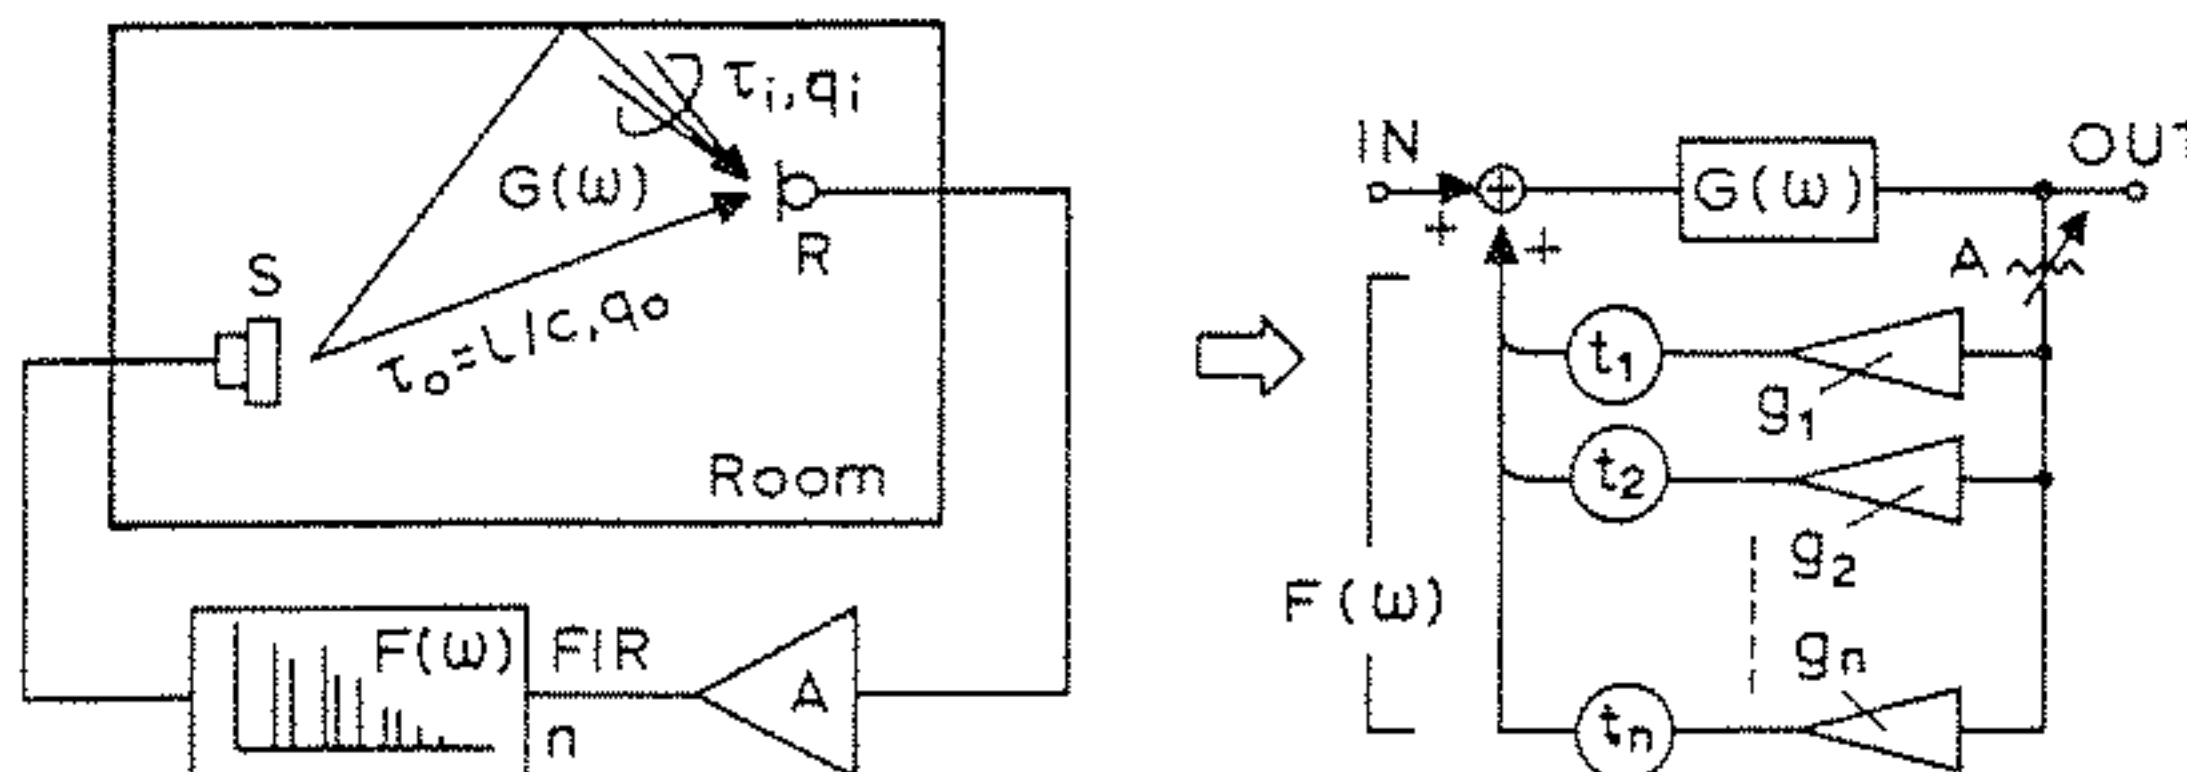 τi, qi
G(ω)
R
S
τo=l/c, qo
Room
F(ω)
FIR
n
A
IN
+
+
+
G(ω)
OUT
A
t1
g1
t2
g2
F(ω)
gn
tn